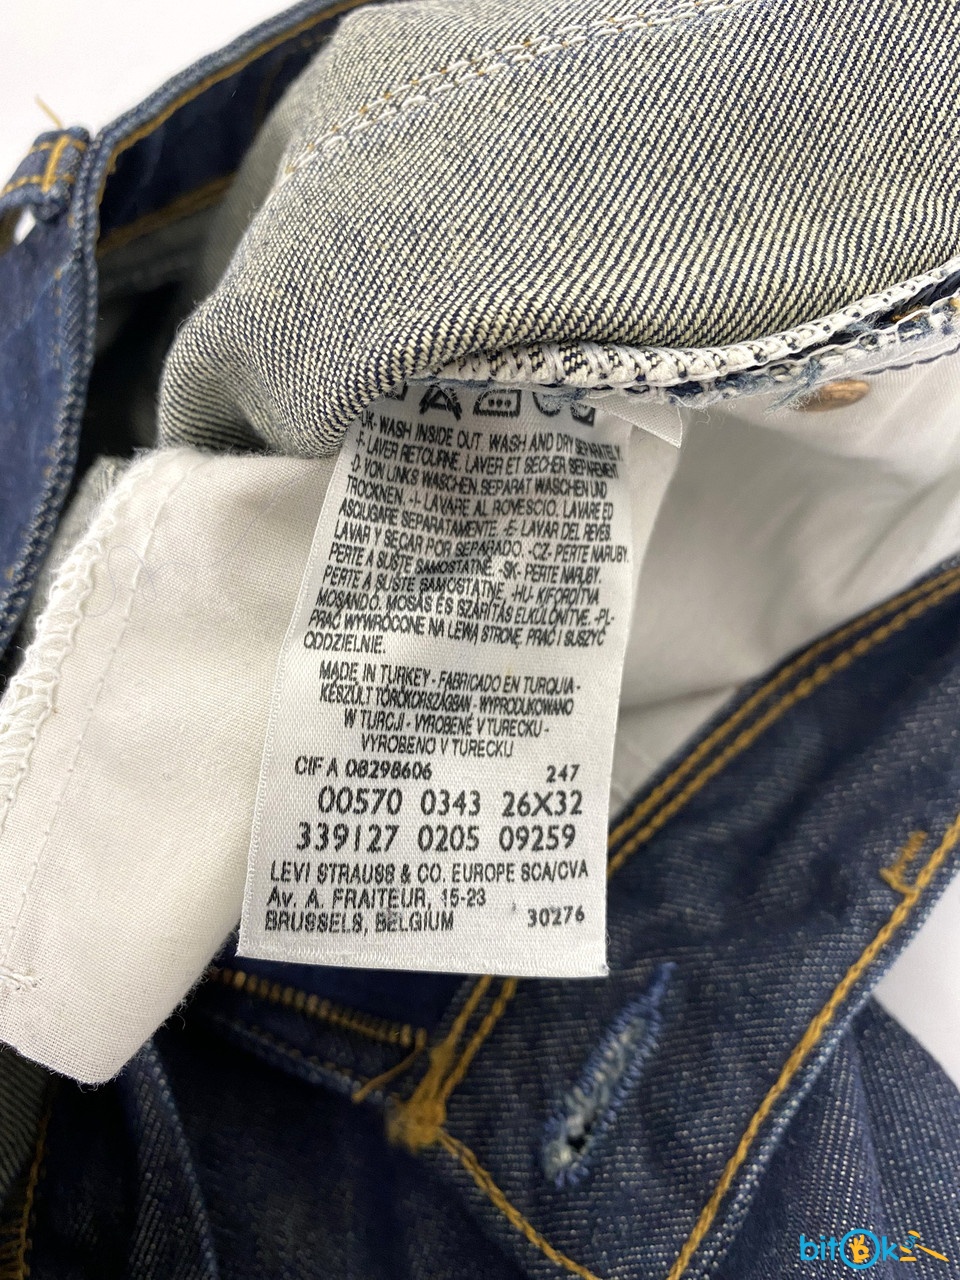 UK- WASH INSIDE OUT. WASH AND DRY SEPARATELY.
-F- LAVER RETOURNE. LAVER ET SECHER SEPAREMENT
-D- VON LINKS WASCHEN. SEPARAT WASCHEN UND
TROCKNEN. -I- LAVARE AL ROVESCIO. LAVARE ED
ASCIUGARE SEPARATAMENTE. -E- LAVAR DEL REVES.
LAVAR Y SECAR POR SEPARADO. -CZ- PERTE NARUBY.
PERTE A SUŠTE SAMOSTATNE. SK- PERTE NARUBY.
PERTE A SUŠTE SAMOSTATNE. -HU- KIFORDITVA
MOSANDÓ. MOSÁS ÉS SZÁRITÁS ELKÜLÖNITVE. -PL-
PRAĆ WYWRÓCONE NA LEWĄ STRONĘ, PRAĆ I SUSZYĆ
ODDZIELNIE.
MADE IN TURKEY - FABRICADO EN TURQUIA -
KÉSZÜLT TÖRÖKORSZÁGBAN - WYPRODUKOWANO
W TURCJI - VYROBENÉ V TURECKU -
VYROBENO V TURECKU
CIF A 08298606 247
00570 0343 26X32
339127 0205 09259
LEVI STRAUSS & CO. EUROPE SCA/CVA
Av. A. FRAITEUR, 15-23
BRUSSELS, BELGIUM 30276
bit k